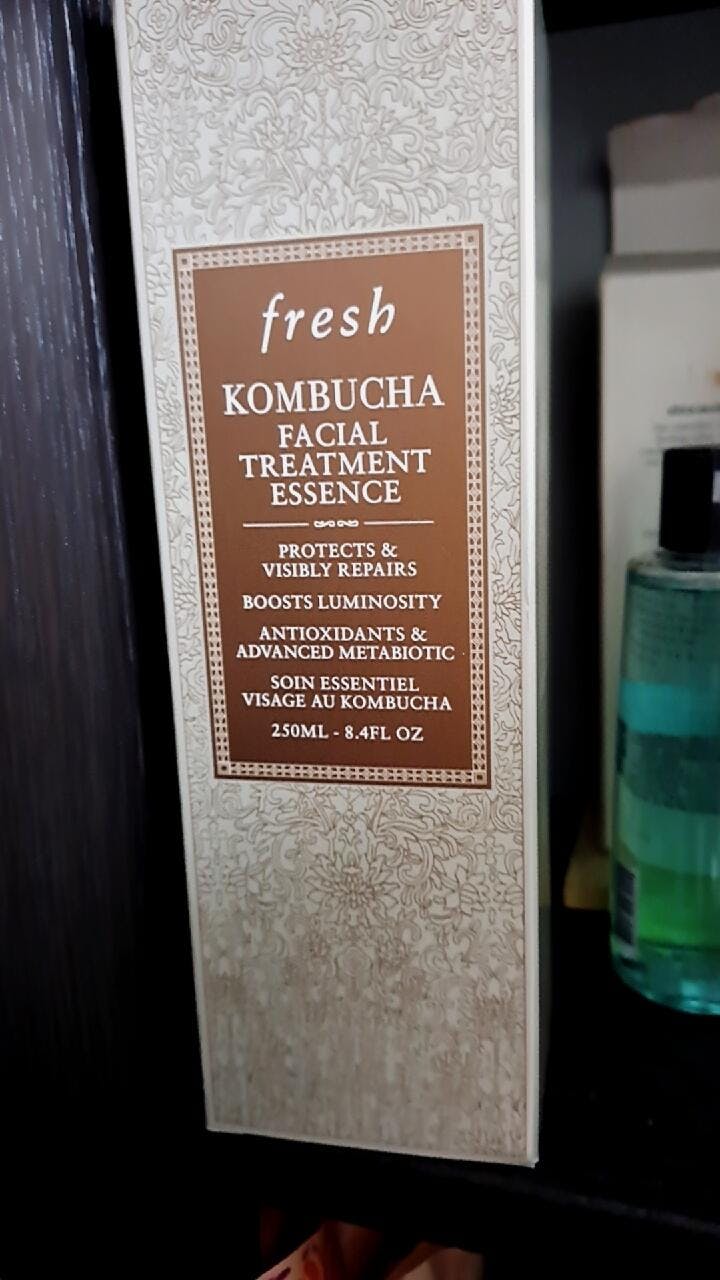 fresh
KOMBUCHA
FACIAL
TREATMENT
ESSENCE
PROTECTS &
VISIBLY REPAIRS
BOOSTS LUMINOSITY
ANTIOXIDANTS &
ADVANCED METABIOTIC
SOIN ESSENTIEL
VISAGE AU KOMBUCHA
250ML - 8.4FL OZ